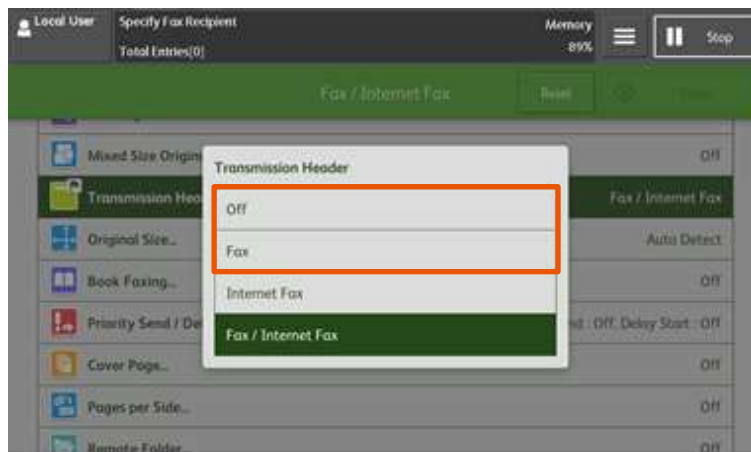 Local User
Specify Fax Recipient
Total Entries[0]
Memory
89%
Stop
Fax / Internet Fax
Reset
Mixed Size Origin
Off
Transmission Header
Off
Fax
Internet Fax
Fax / Internet Fax
Transmission Hea
Fax / Internet Fax
Original Size...
Auto Detect
Book Faxing...
Off
Priority Send / De
: Off, Delay Start : Off
Cover Page...
Off
Pages per Side...
Off
Remote Folder...
Off